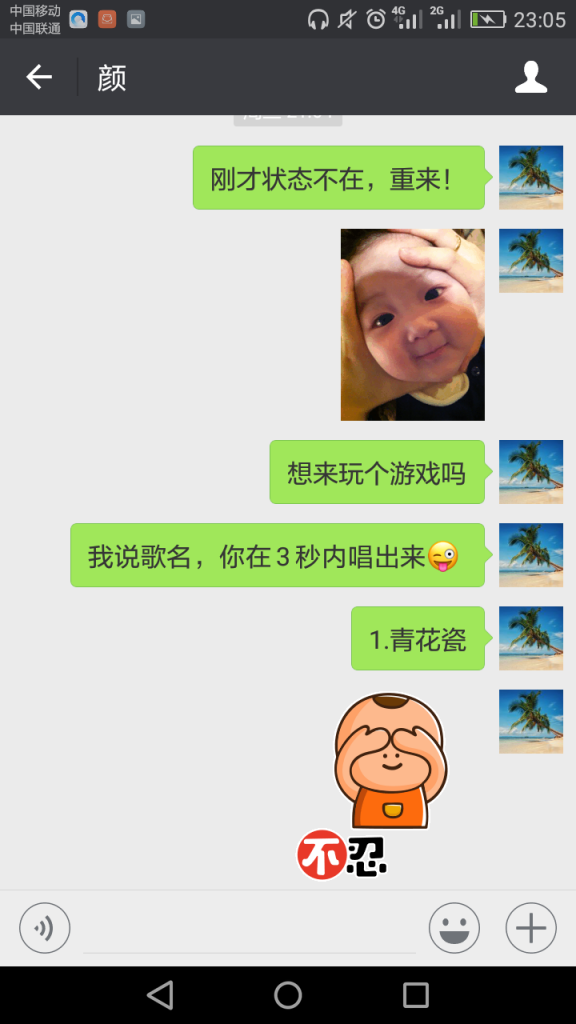 中国移动
中国联通
4G
2G
23:05
颜
刚才状态不在，重来！
想来玩个游戏吗
我说歌名，你在3秒内唱出来😜
1.青花瓷
不忍